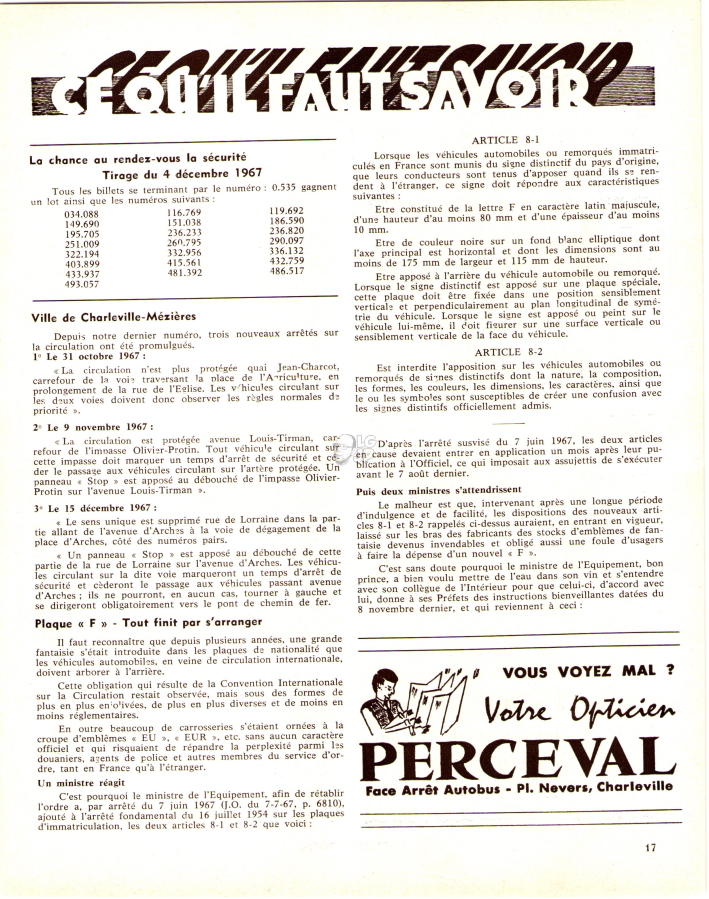 CE QU'IL FAUT SAVOIR
La chance au rendez-vous la sécurité
Tirage du 4 décembre 1967
Tous les billets se terminant par le numéro : 0.535 gagnent
un lot ainsi que les numéros suivants :
034.088 116.769 119.692
149.690 151.038 186.590
195.705 236.233 236.820
251.009 260.795 290.097
322.194 332.956 336.132
403.899 415.561 432.759
433.937 481.392 486.517
493.057
Ville de Charleville-Mézières
Depuis notre dernier numéro, trois nouveaux arrêtés sur
la circulation ont été promulgués.
1° Le 31 octobre 1967 :
« La circulation n'est plus protégée quai Jean-Charcot,
carrefour de la voie traversant la place de l'Agriculture, en
prolongement de la rue de l'Eglise. Les véhicules circulant sur
les deux voies doivent donc observer les règles normales de
priorité ».
2° Le 9 novembre 1967 :
« La circulation est protégée avenue Louis-Tirman, car-
refour de l'impasse Olivier-Protin. Tout véhicule circulant sur
cette impasse doit marquer un temps d'arrêt de sécurité et cé-
der le passage aux véhicules circulant sur l'artère protégée. Un
panneau « Stop » est apposé au débouché de l'impasse Olivier-
Protin sur l'avenue Louis-Tirman ».
3° Le 15 décembre 1967 :
« Le sens unique est supprimé rue de Lorraine dans la par-
tie allant de l'avenue d'Arches à la voie de dégagement de la
place d'Arches, côté des numéros pairs.
« Un panneau « Stop » est apposé au débouché de cette
partie de la rue de Lorraine sur l'avenue d'Arches. Les véhicu-
les circulant sur la dite voie marqueront un temps d'arrêt de
sécurité et cèderont le passage aux véhicules passant avenue
d'Arches ; ils ne pourront, en aucun cas, tourner à gauche et
se dirigeront obligatoirement vers le pont de chemin de fer.
Plaque « F » - Tout finit par s'arranger
Il faut reconnaître que depuis plusieurs années, une grande
fantaisie s'était introduite dans les plaques de nationalité que
les véhicules automobiles, en veine de circulation internationale,
doivent arborer à l'arrière.
Cette obligation qui résulte de la Convention Internationale
sur la Circulation restait observée, mais sous des formes de
plus en plus enjolivées, de plus en plus diverses et de moins en
moins réglementaires.
En outre beaucoup de carrosseries s'étaient ornées à la
croupe d'emblèmes « EU », « EUR », etc. sans aucun caractère
officiel et qui risquaient de répandre la perplexité parmi les
douaniers, agents de police et autres membres du service d'or-
dre, tant en France qu'à l'étranger.
Un ministre réagit
C'est pourquoi le ministre de l'Equipement, afin de rétablir
l'ordre a, par arrêté du 7 juin 1967 (J.O. du 7-7-67, p. 6810),
ajouté à l'arrêté fondamental du 16 juillet 1954 sur les plaques
d'immatriculation, les deux articles 8-1 et 8-2 que voici :
ARTICLE 8-1
Lorsque les véhicules automobiles ou remorqués immatri-
culés en France sont munis du signe distinctif du pays d'origine,
que leurs conducteurs sont tenus d'apposer quand ils se ren-
dent à l'étranger, ce signe doit répondre aux caractéristiques
suivantes :
Etre constitué de la lettre F en caractère latin majuscule,
d'une hauteur d'au moins 80 mm et d'une épaisseur d'au moins
10 mm.
Etre de couleur noire sur un fond blanc elliptique dont
l'axe principal est horizontal et dont les dimensions sont au
moins de 175 mm de largeur et 115 mm de hauteur.
Etre apposé à l'arrière du véhicule automobile ou remorqué.
Lorsque le signe distinctif est apposé sur une plaque spéciale,
cette plaque doit être fixée dans une position sensiblement
verticale et perpendiculairement au plan longitudinal de symé-
trie du véhicule. Lorsque le signe est apposé ou peint sur le
véhicule lui-même, il doit figurer sur une surface verticale ou
sensiblement verticale de la face du véhicule.
ARTICLE 8-2
Est interdite l'apposition sur les véhicules automobiles ou
remorqués de signes distinctifs dont la nature, la composition,
les formes, les couleurs, les dimensions, les caractères, ainsi que
le ou les symboles sont susceptibles de créer une confusion avec
les signes distintifs officiellement admis.
D'après l'arrêté susvisé du 7 juin 1967, les deux articles
en cause devaient entrer en application un mois après leur pu-
blication à l'Officiel, ce qui imposait aux assujettis de s'exécuter
avant le 7 août dernier.
Puis deux ministres s'attendrissent
Le malheur est que, intervenant après une longue période
d'indulgence et de facilité, les dispositions des nouveaux arti-
cles 8-1 et 8-2 rappelés ci-dessus auraient, en entrant en vigueur,
laissé sur les bras des fabricants des stocks d'emblèmes de fan-
taisie devenus invendables et obligé aussi une foule d'usagers
à faire la dépense d'un nouvel « F ».
C'est sans doute pourquoi le ministre de l'Equipement, bon
prince, a bien voulu mettre de l'eau dans son vin et s'entendre
avec son collègue de l'Intérieur pour que celui-ci, d'accord avec
lui, donne à ses Préfets des instructions bienveillantes datées du
8 novembre dernier, et qui reviennent à ceci :
VOUS VOYEZ MAL ?
Votre Opticien
PERCEVAL
Face Arrêt Autobus - Pl. Nevers, Charleville
17